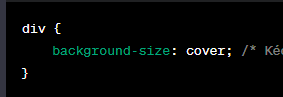 div {
background-size: cover; /*
}